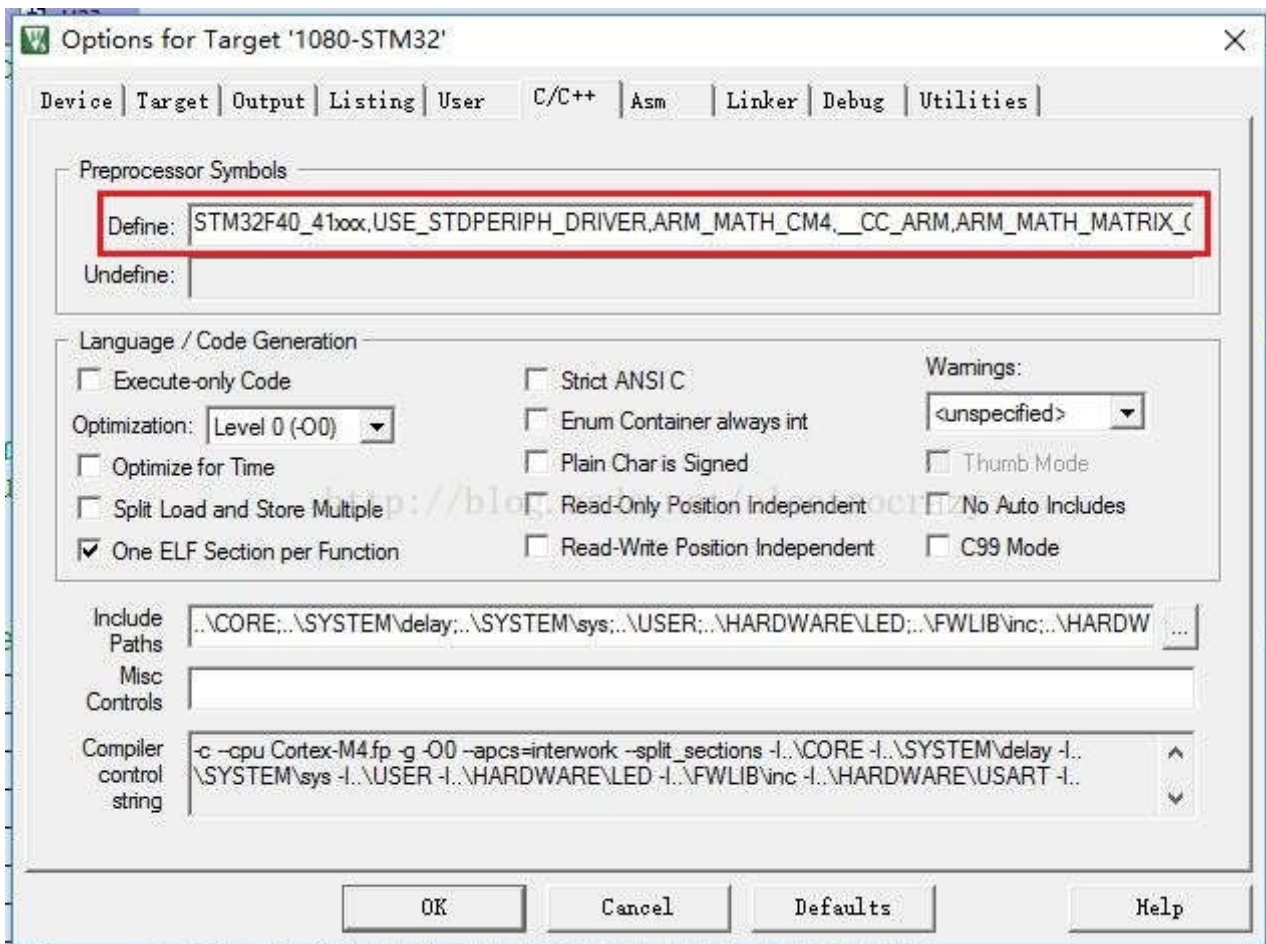 Options for Target '1080-STM32'
Device Target Output Listing User C/C++ Asm Linker Debug Utilities
Preprocessor Symbols
Define: STM32F40_41xxx,USE_STDPERIPH_DRIVER,ARM_MATH_CM4,__CC_ARM,ARM_MATH_MATRIX_
Undefine:
Language / Code Generation
Execute-only Code
Strict ANSI C
Warnings:
Optimization: Level 0 (-O0)
Enum Container always int
<unspecified>
Optimize for Time
Plain Char is Signed
Thumb Mode
Split Load and Store Multiple
Read-Only Position Independent
No Auto Includes
One ELF Section per Function
Read-Write Position Independent
C99 Mode
http://blog.
Include
Paths
..\CORE;..\SYSTEM\delay;..\SYSTEM\sys;..\USER;..\HARDWARE\LED;..\FWLIB\inc;..\HARDW
...
Misc
Controls
Compiler
control
string
-c --cpu Cortex-M4.fp -g -O0 --apcs=interwork --split_sections -I..\CORE -I..\SYSTEM\delay -I..
\SYSTEM\sys -I..\USER -I..\HARDWARE\LED -I..\FWLIB\inc -I..\HARDWARE\USART -I..
OK Cancel Defaults Help